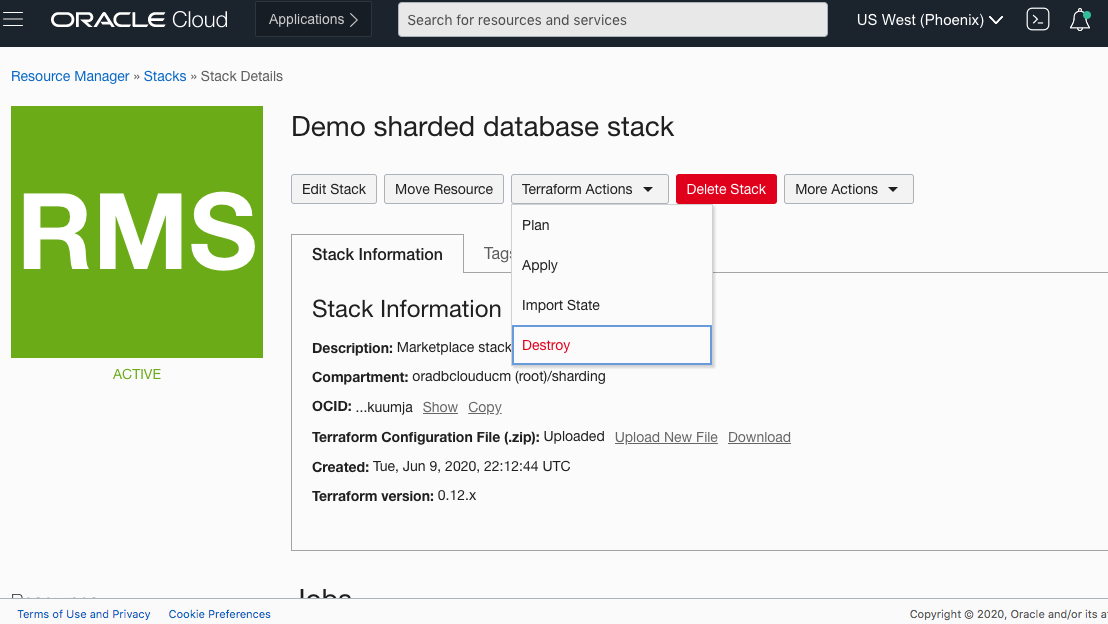 ORACLE Cloud Applications Search for resources and services US West (Phoenix)
Resource Manager » Stacks » Stack Details
RMS
ACTIVE
Demo sharded database stack
Edit Stack Move Resource Terraform Actions Delete Stack More Actions
Plan
Apply
Import State
Destroy
Stack Information Tags
Stack Information
Description: Marketplace stack
Compartment: oradbclouducm (root)/sharding
OCID: ...kuumja Show Copy
Terraform Configuration File (.zip): Uploaded Upload New File Download
Created: Tue, Jun 9, 2020, 22:12:44 UTC
Terraform version: 0.12.x
Jobs
Terms of Use and Privacy Cookie Preferences Copyright © 2020, Oracle and/or its